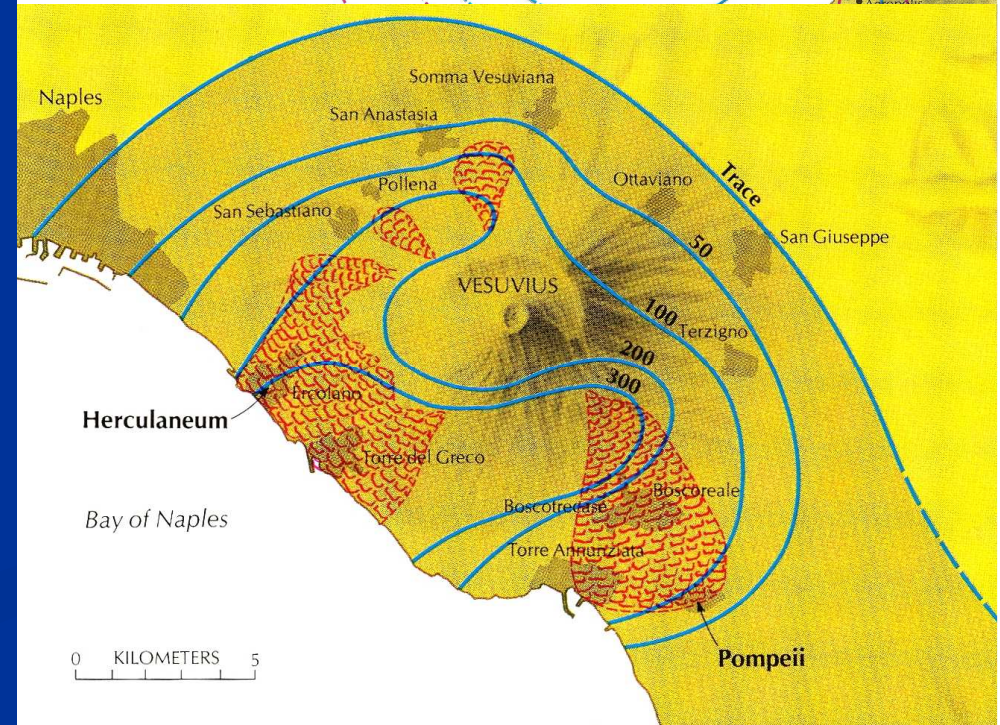 Acropolis
Somma Vesuviana
Naples
San Anastasia
Trace
Pollena
Ottaviano
San Sebastiano
San Giuseppe
50
VESUVIUS
100
Terzigno
200
300
Ercolano
Herculaneum
Torre del Greco
Boscoreale
Boscotrecase
Bay of Naples
Torre Annunziata
0 KILOMETERS 5
Pompeii